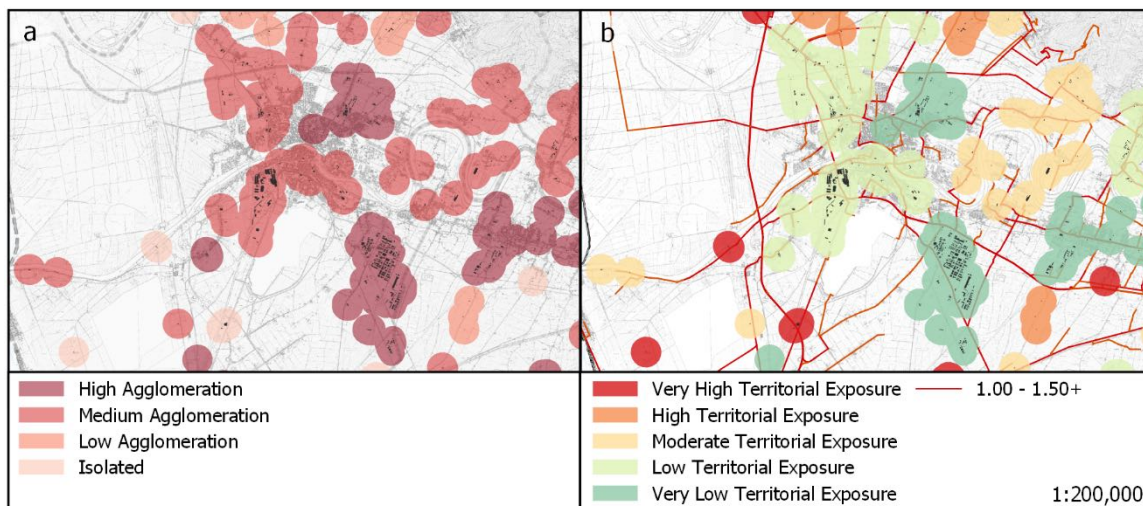 a
b
High Agglomeration
Medium Agglomeration
Low Agglomeration
Isolated
Very High Territorial Exposure
1.00 - 1.50+
High Territorial Exposure
Moderate Territorial Exposure
Low Territorial Exposure
Very Low Territorial Exposure
1:200,000